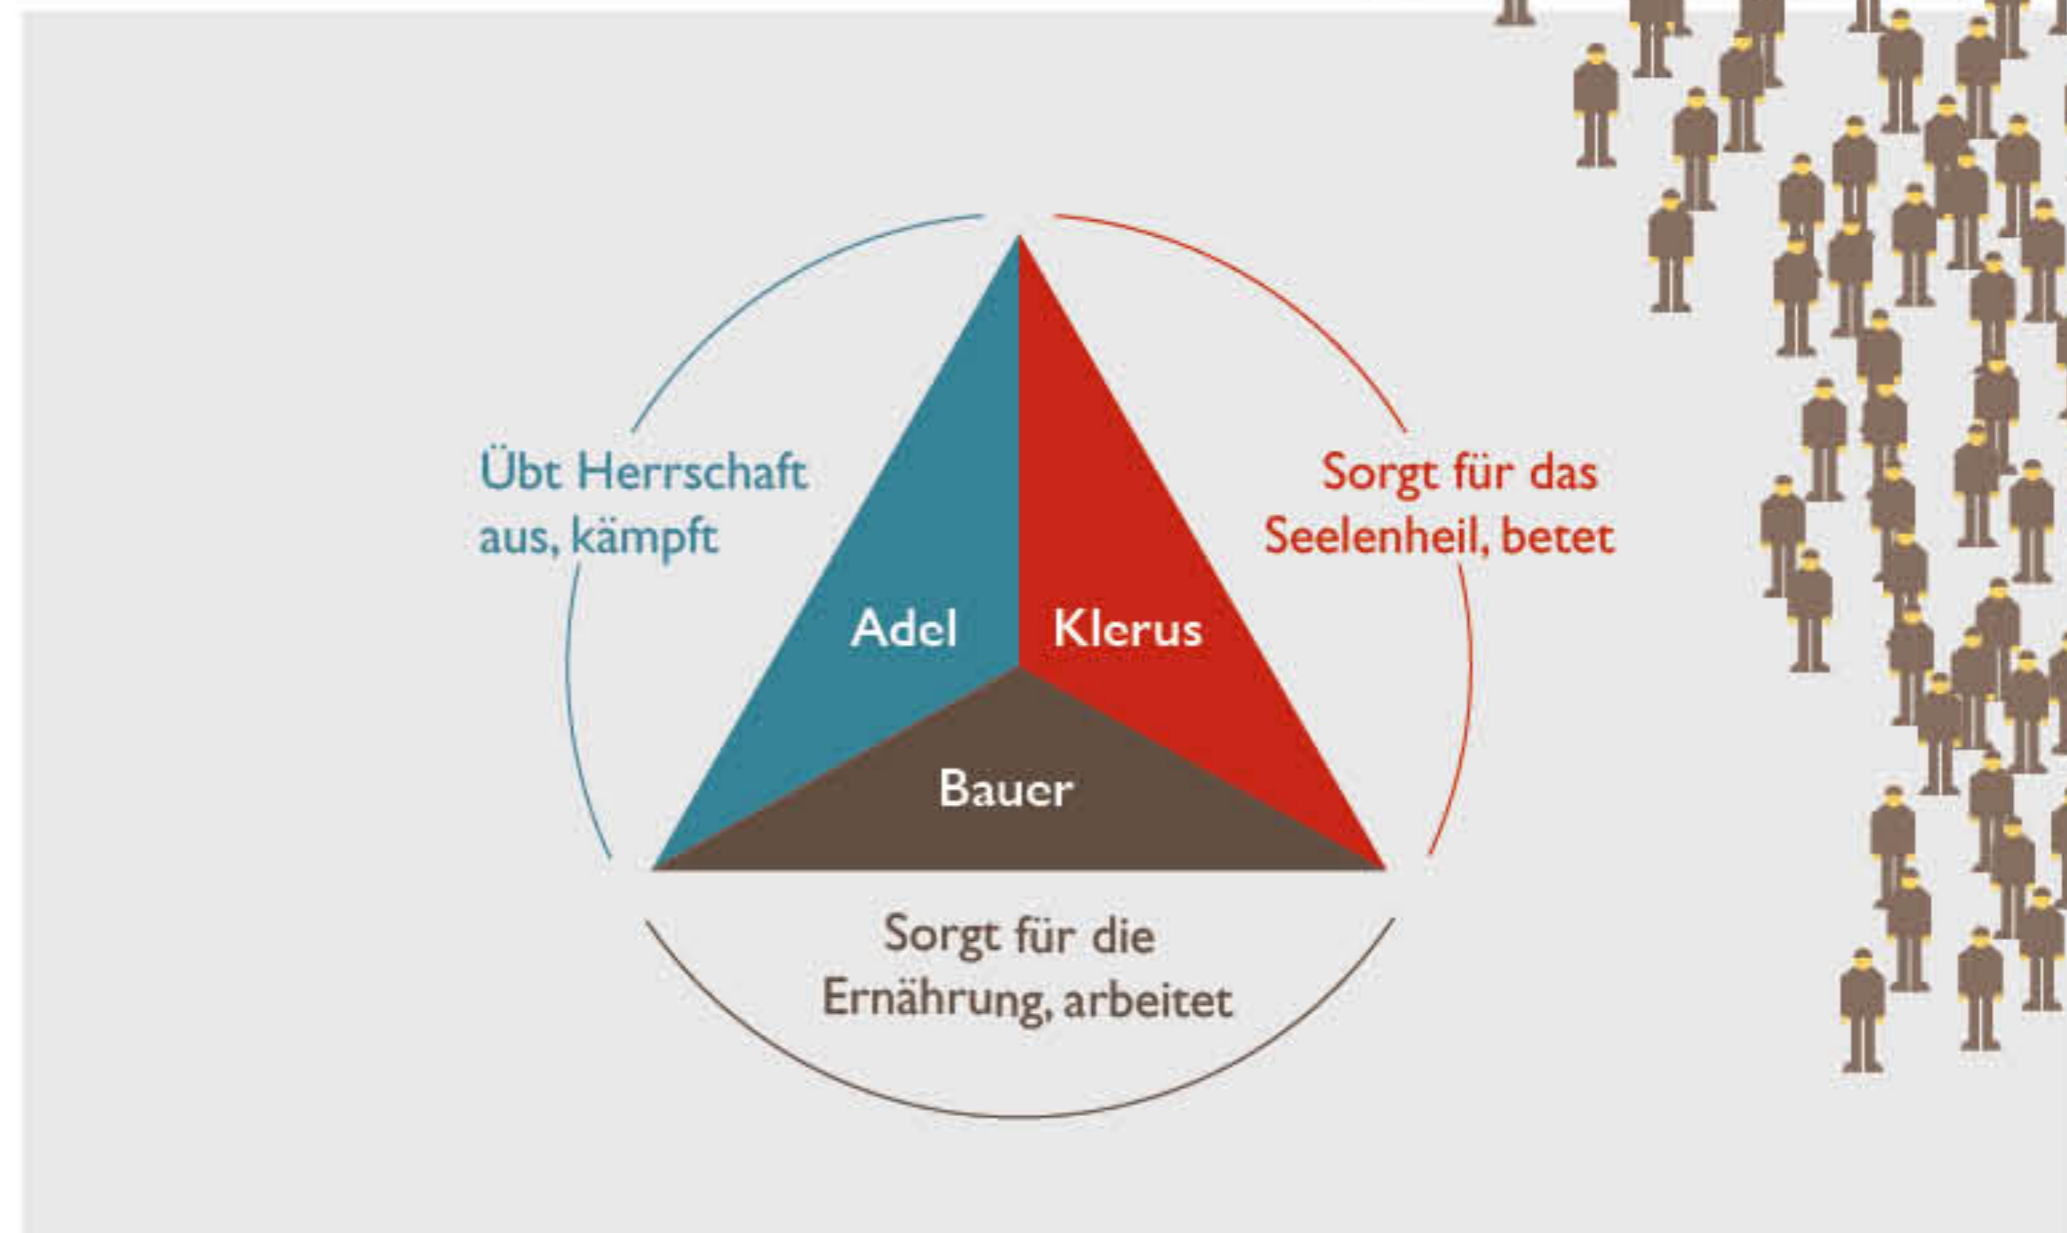 Übt Herrschaft
aus, kämpft
Sorgt für das
Seelenheil, betet
Adel
Klerus
Bauer
Sorgt für die
Ernährung, arbeitet